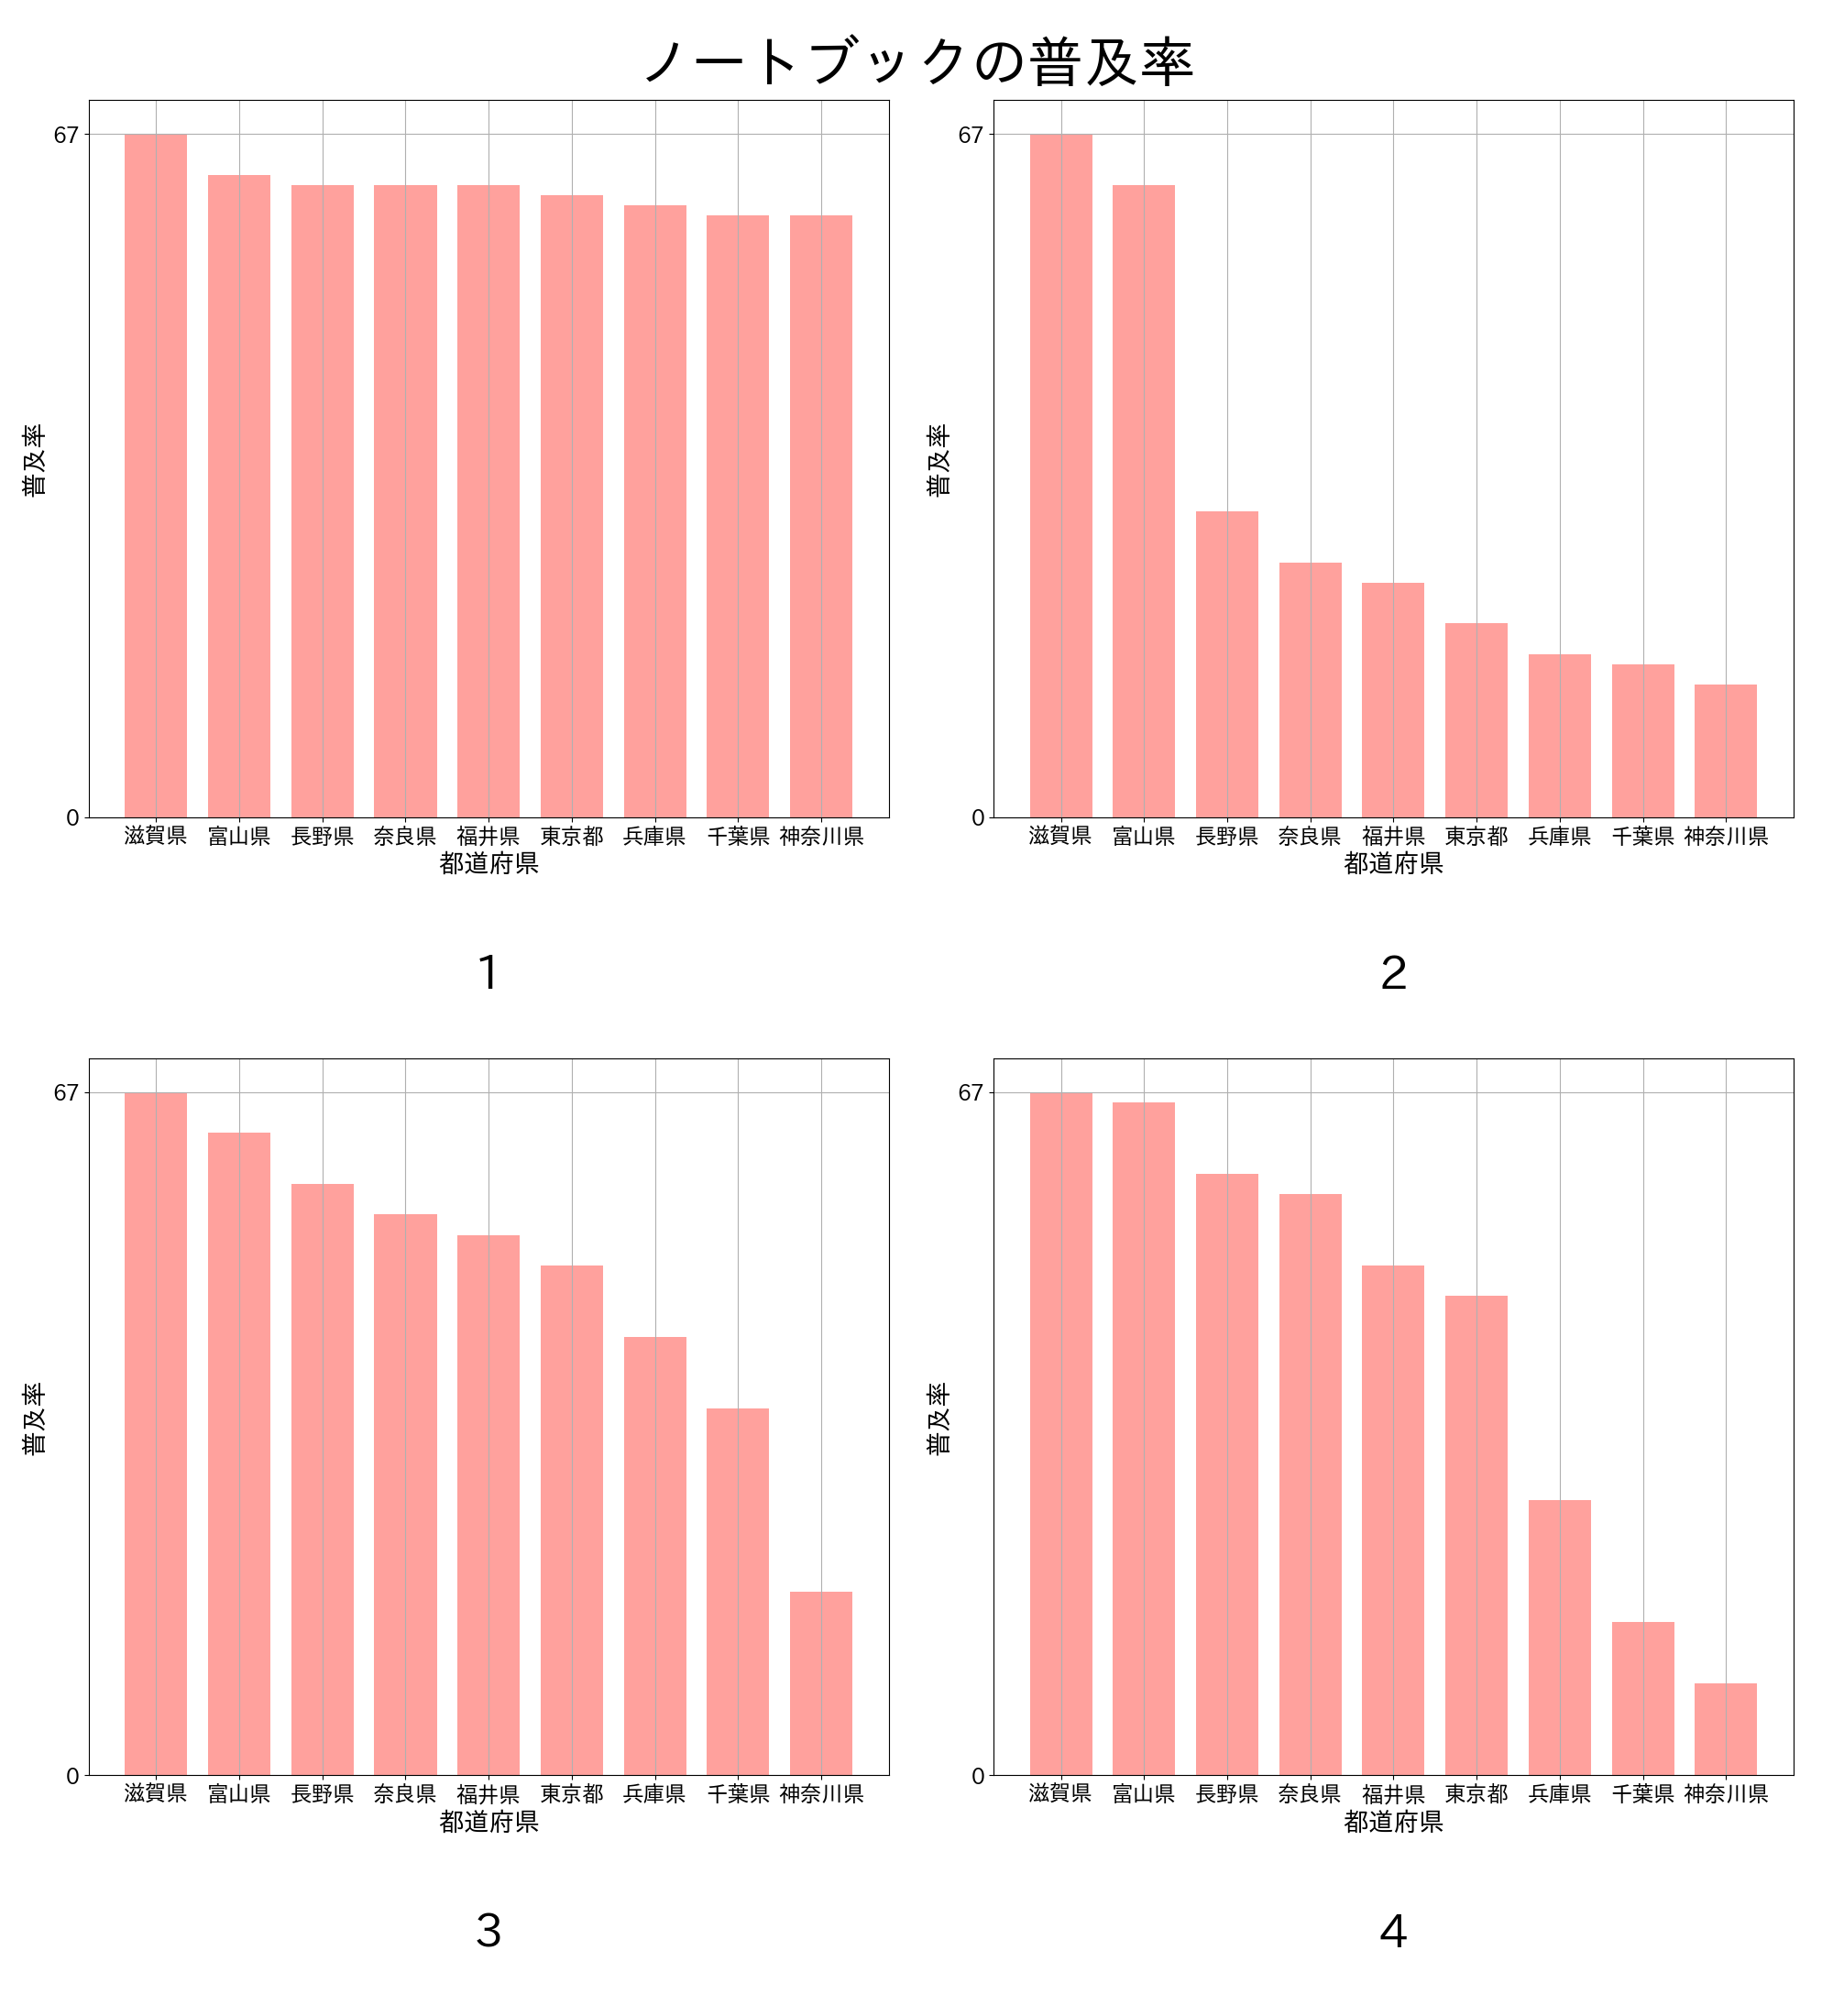 ノートブックの普及率
67
0
普及率
滋賀県 富山県 長野県 奈良県 福井県 東京都 兵庫県 千葉県 神奈川県
都道府県
1
67
0
普及率
滋賀県 富山県 長野県 奈良県 福井県 東京都 兵庫県 千葉県 神奈川県
都道府県
2
67
0
普及率
滋賀県 富山県 長野県 奈良県 福井県 東京都 兵庫県 千葉県 神奈川県
都道府県
3
67
0
普及率
滋賀県 富山県 長野県 奈良県 福井県 東京都 兵庫県 千葉県 神奈川県
都道府県
4